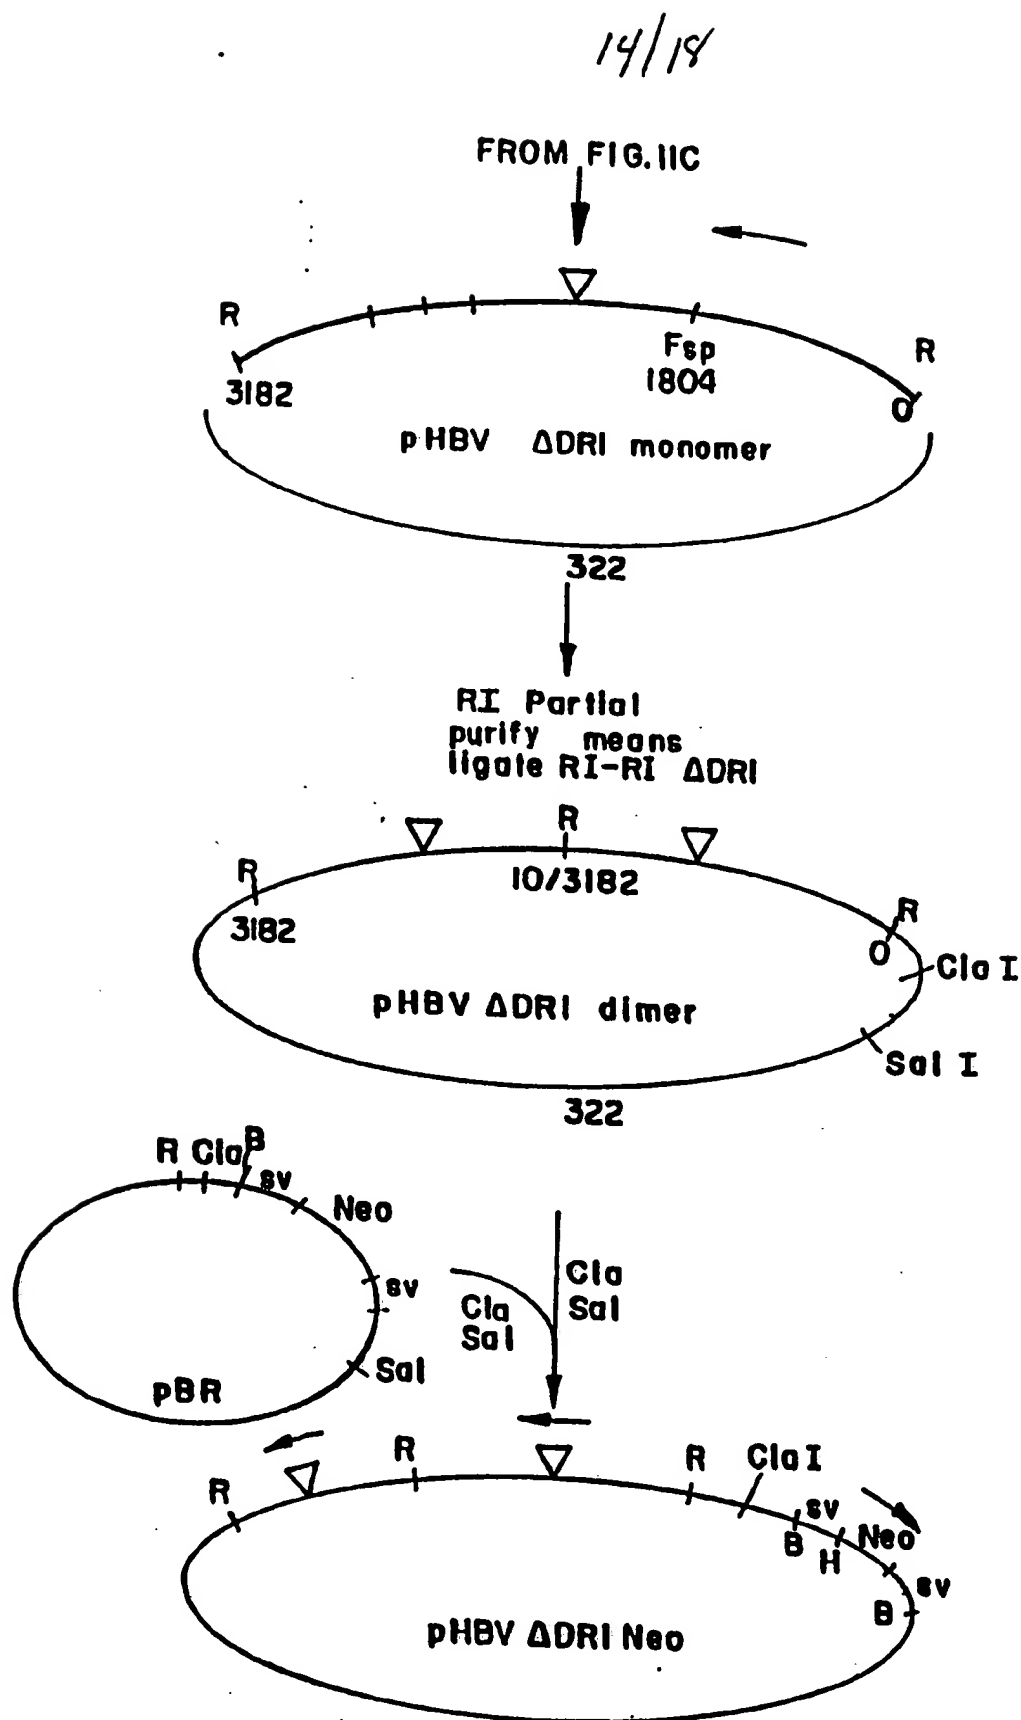 14/18
FROM FIG. 11C
R
Fsp
1804
R
3182
O
pHBV ΔDRI monomer
322
RI Partial
purify means
ligate RI-RI ΔDRI
R
R
10/3182
R
3182
O
Cla I
pHBV ΔDRI dimer
Sal I
322
R Cla B
sv
Neo
sv
Cla
Sal
Cla
Sal
Sal
pBR
R
R
R
Cla I
sv
B
H
Neo
sv
B
pHBV ΔDRI Neo